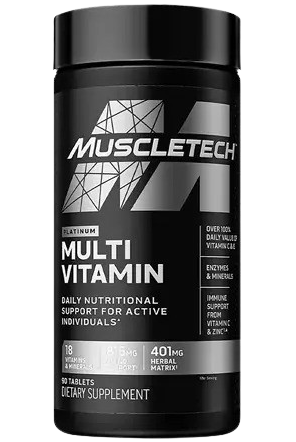 MUSCLETECH
PLATINUM
MULTI
VITAMIN
DAILY NUTRITIONAL
SUPPORT FOR ACTIVE
INDIVIDUALS*
OVER 100%
DAILY VALUE OF
VITAMIN C & E
ENZYMES
& MINERALS
IMMUNE
SUPPORT
FROM
VITAMIN C
& ZINC
18
VITAMINS
& MINERALS
401MG
HERBAL
MATRIX
90 TABLETS
DIETARY SUPPLEMENT